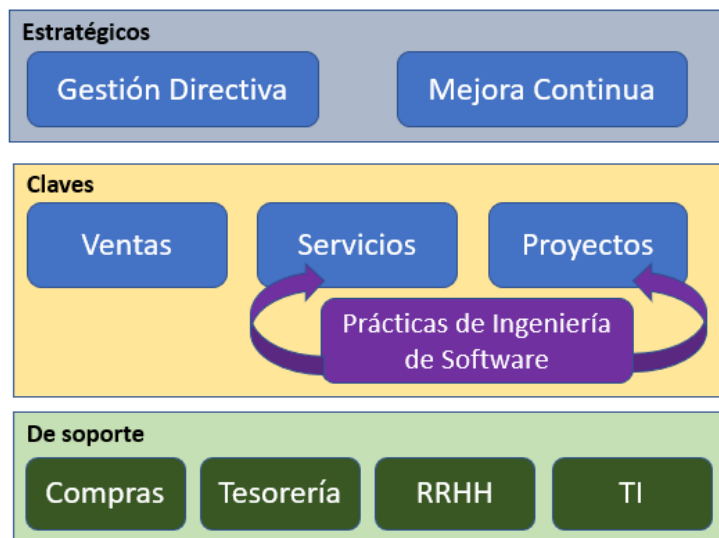 Estratégicos
Gestión Directiva
Mejora Continua
Claves
Ventas
Servicios
Proyectos
Prácticas de Ingeniería
de Software
De soporte
Compras
Tesorería
RRHH
TI